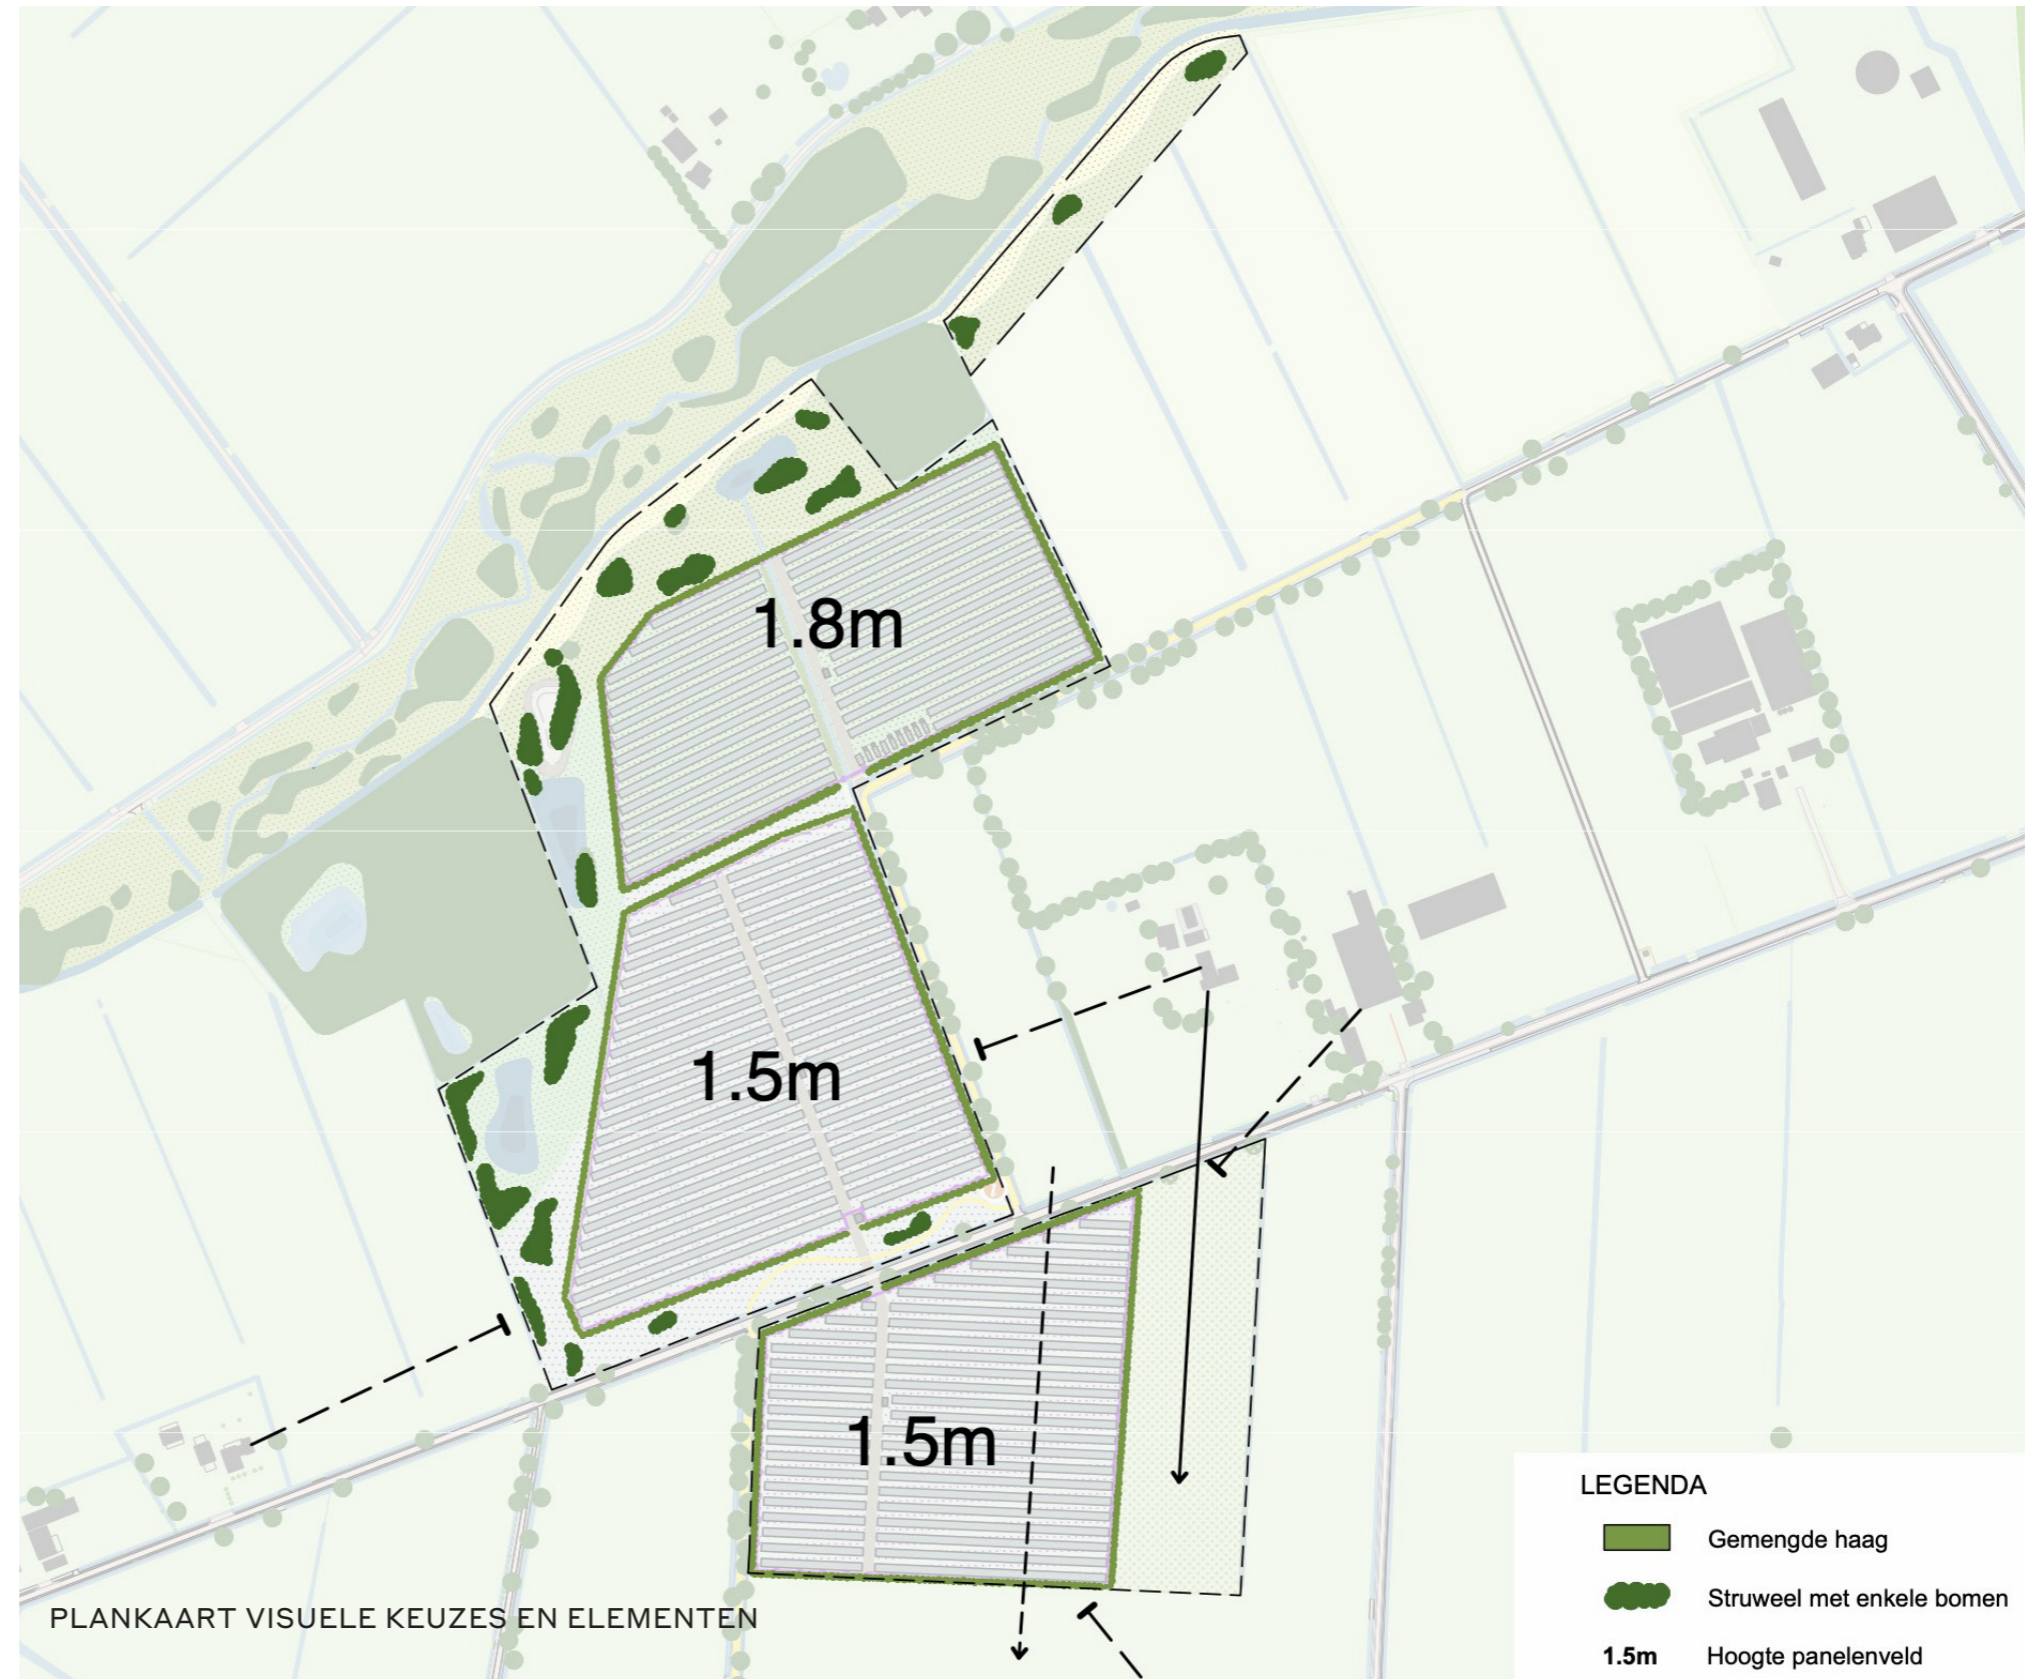 1.8m
1.5m
1.5m
LEGENDA
Gemengde haag
Struweel met enkele bomen
1.5m Hoogte panelenveld
PLANKAART VISUELE KEUZES EN ELEMENTEN